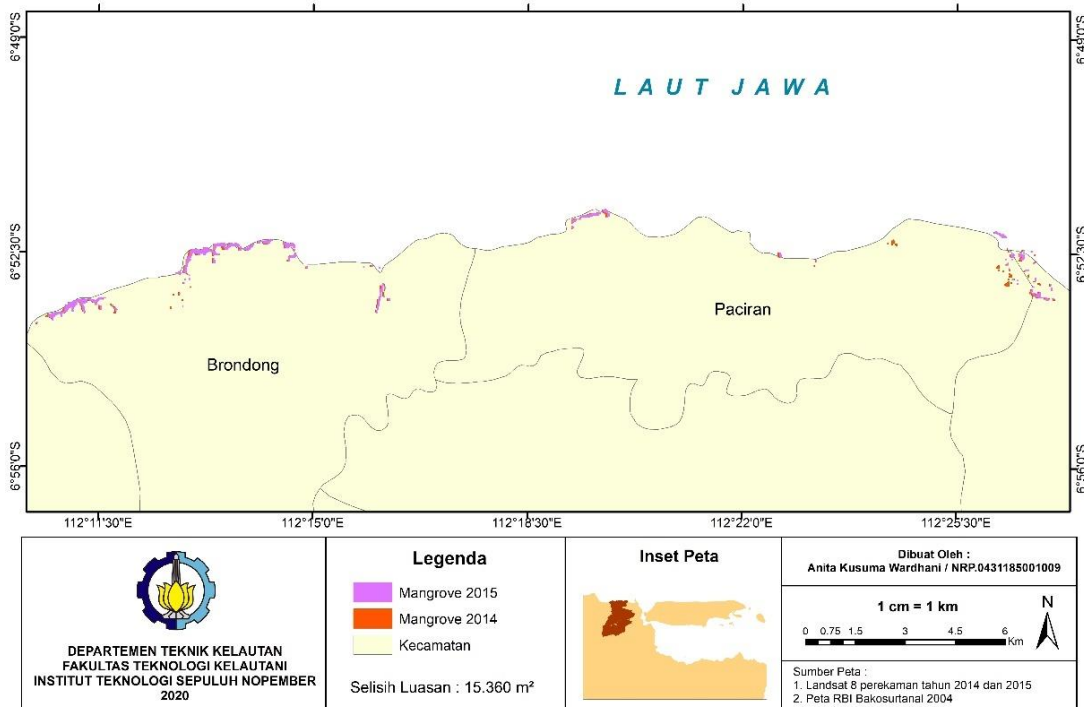 LAUT JAWA
6°49'0"S
6°49'0"S
6°52'30"S
6°52'30"S
6°56'0"S
6°56'0"S
Brondong
Paciran
112°11'30"E
112°15'0"E
112°18'30"E
112°22'0"E
112°25'30"E
DEPARTEMEN TEKNIK KELAUTAN
FAKULTAS TEKNOLOGI KELAUTANI
INSTITUT TEKNOLOGI SEPULUH NOPEMBER
2020
Legenda
Mangrove 2015
Mangrove 2014
Kecamatan
Selisih Luasan : 15.360 m²
Inset Peta
Dibuat Oleh :
Anita Kusuma Wardhani / NRP.0431185001009
1 cm = 1 km
N
0 0.75 1.5 3 4.5 6
Km
Sumber Peta :
1. Landsat 8 perekaman tahun 2014 dan 2015
2. Peta RBI Bakosurtanal 2004